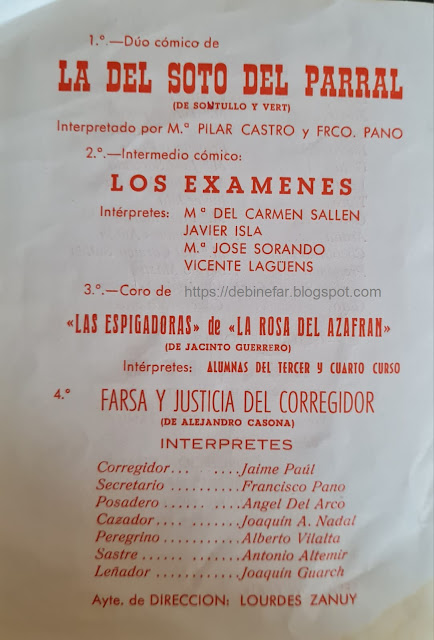 1.º.—Dúo cómico de
LA DEL SOTO DEL PARRAL
(DE SONTULLO Y VERT)
Interpretado por M.ª PILAR CASTRO y FRCO. PANO
2.º.—Intermedio cómico:
LOS EXAMENES
Intérpretes: Mª DEL CARMEN SALLEN
JAVIER ISLA
M.ª JOSE SORANDO
VICENTE LAGÜENS
3.º.—Coro de https://debinefar.blogspot.com
«LAS ESPIGADORAS» de «LA ROSA DEL AZAFRAN»
(DE JACINTO GUERRERO)
Intérpretes: ALUMNAS DEL TERCER Y CUARTO CURSO
4.º FARSA Y JUSTICIA DEL CORREGIDOR
(DE ALEJANDRO CASONA)
INTERPRETES
Corregidor... ....Jaime Paúl
Secretario ..........Francisco Pano
Posadero ...... ....Angel Del Arco
Cazador.... .......Joaquín A. Nadal
Peregrino...........Alberto Vilalta
Sastre ...... .......Antonio Altemir
Leñador ............Joaquín Guarch
Ayte. de DIRECCION: LOURDES ZANUY